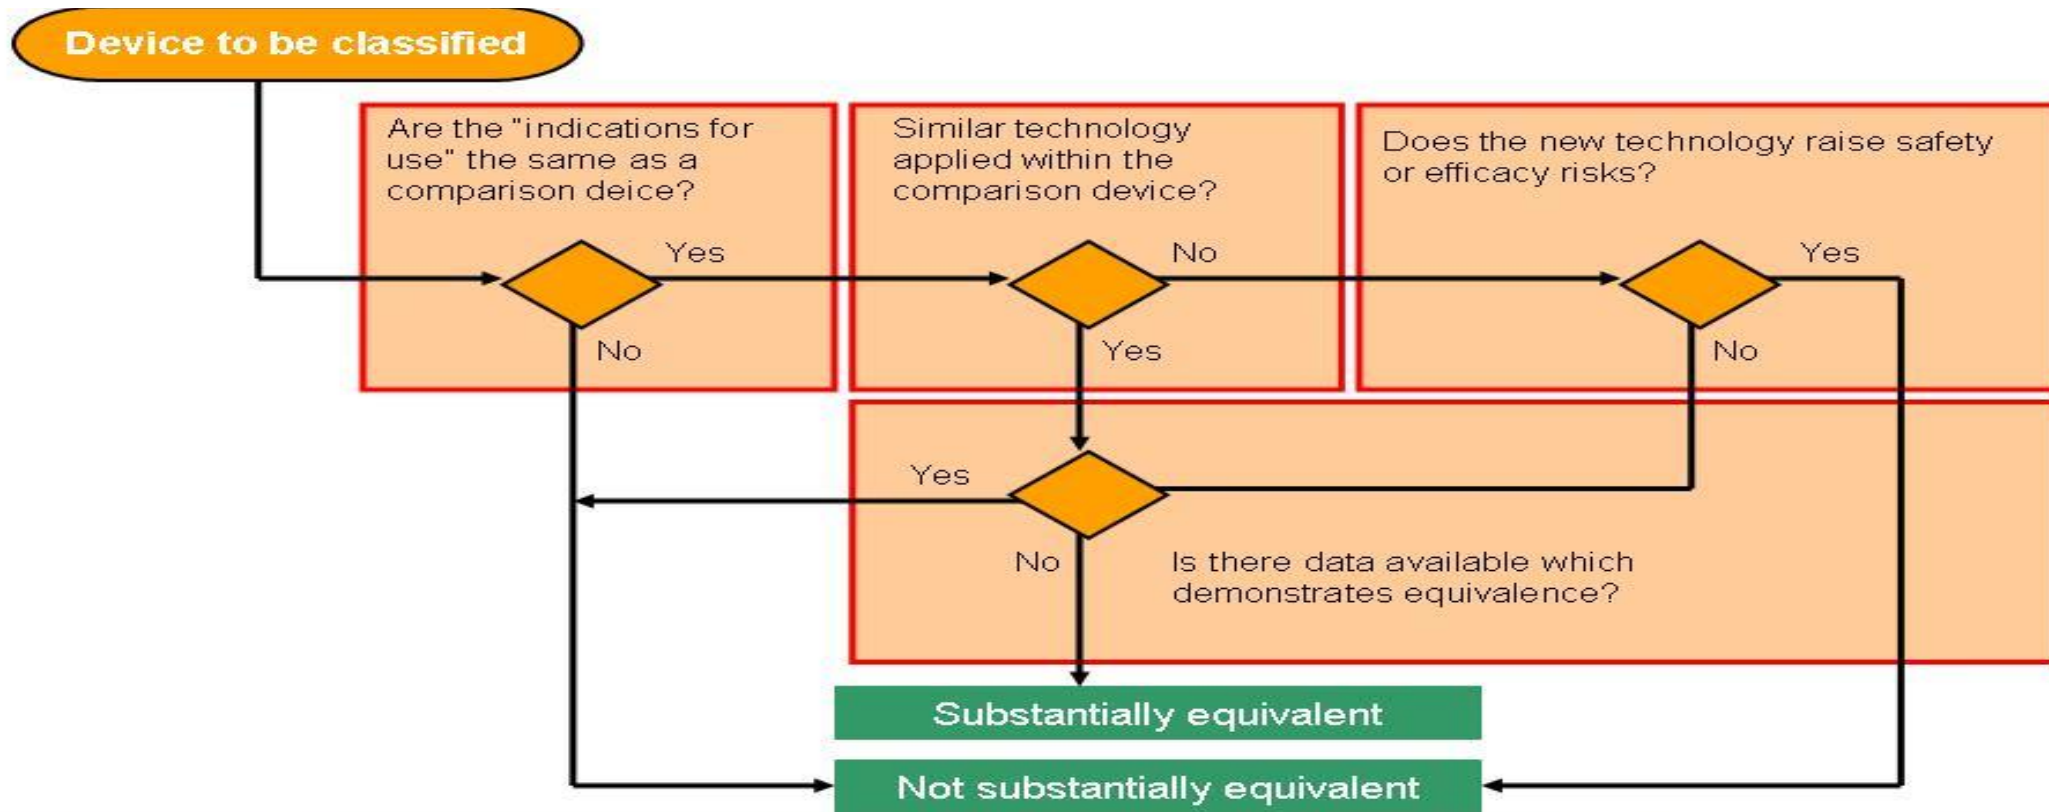 Device to be classified
Are the "indications for
use" the same as a
comparison deice?
Similar technology
applied within the
comparison device?
Does the new technology raise safety
or efficacy risks?
Yes
No
Yes
No
Yes
No
Yes
No
Is there data available which
demonstrates equivalence?
Substantially equivalent
Not substantially equivalent